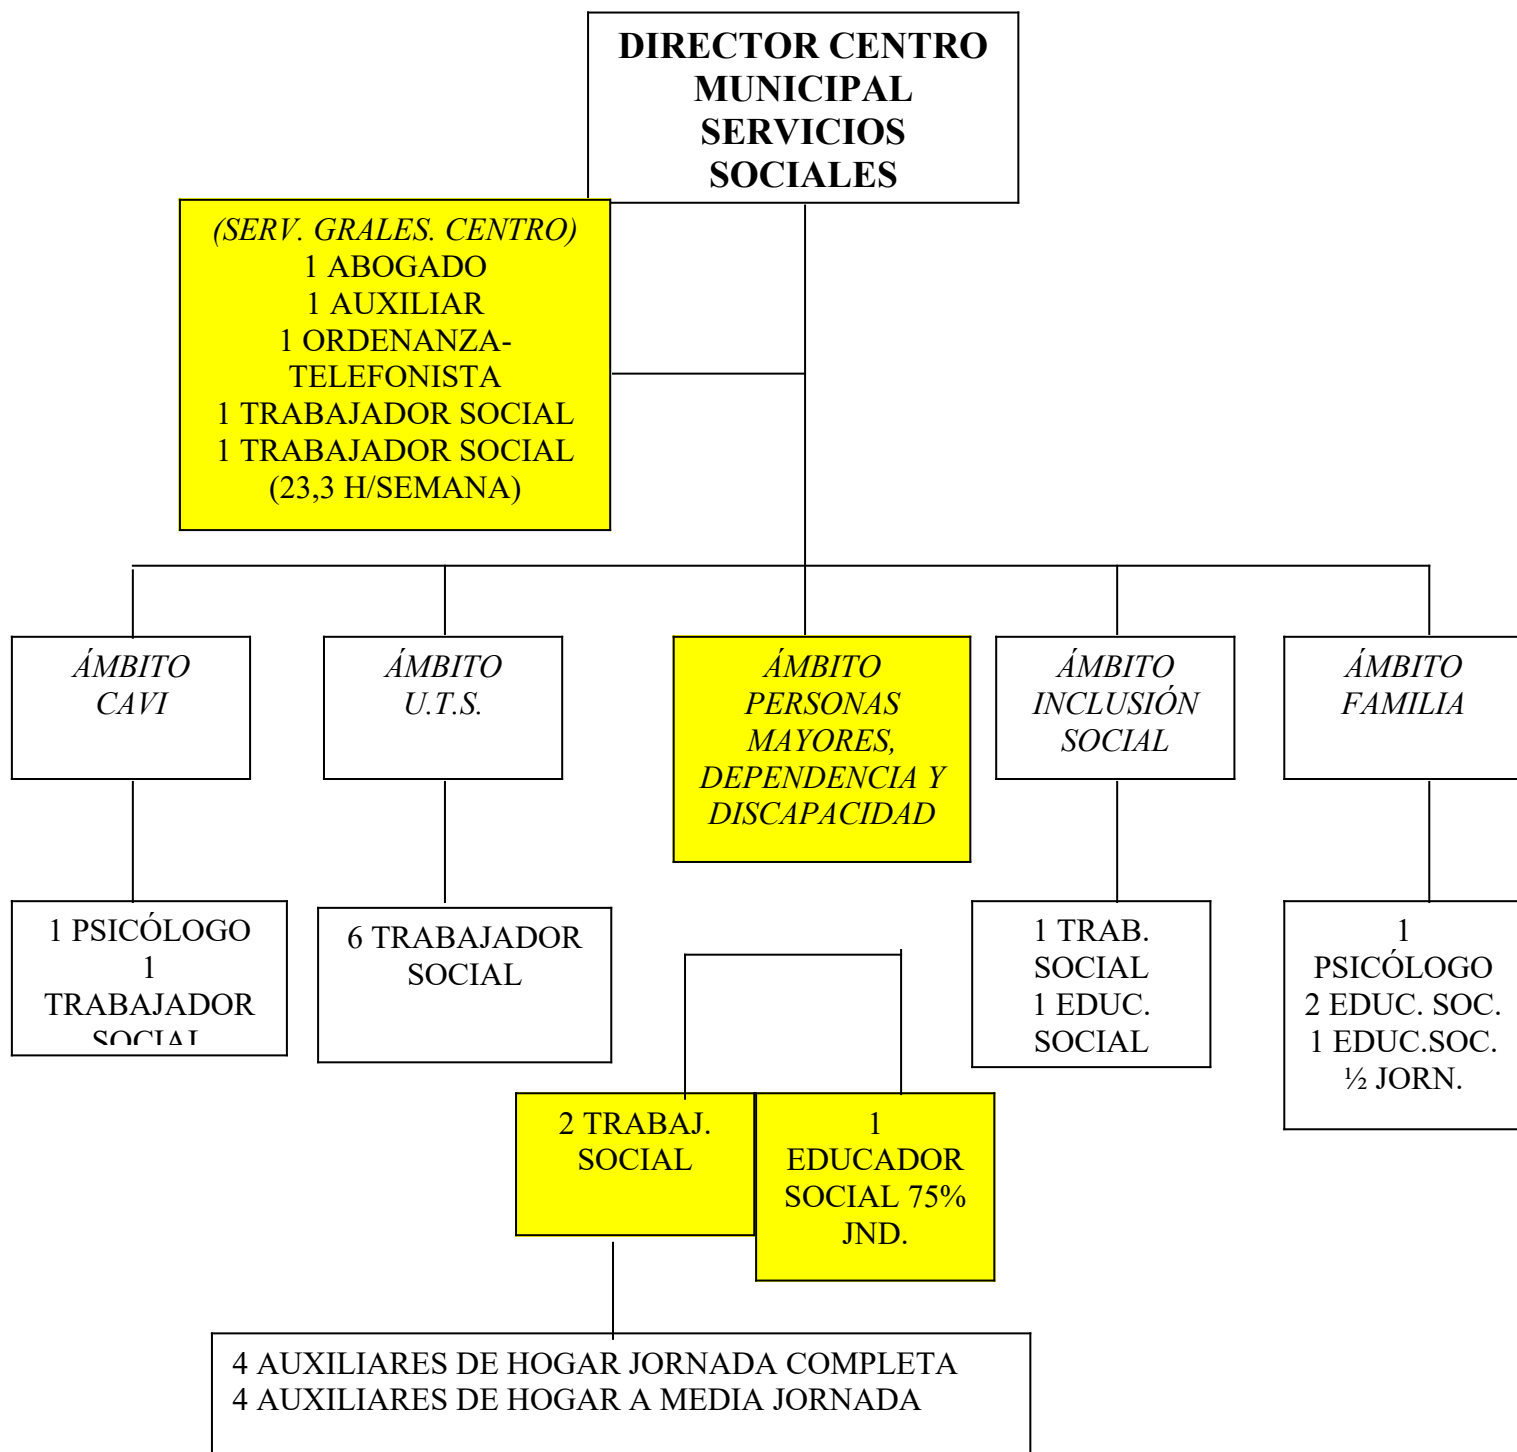 DIRECTOR CENTRO
MUNICIPAL
SERVICIOS
SOCIALES
(SERV. GRALES. CENTRO)
1 ABOGADO
1 AUXILIAR
1 ORDENANZA-
TELEFONISTA
1 TRABAJADOR SOCIAL
1 TRABAJADOR SOCIAL
(23,3 H/SEMANA)
ÁMBITO
CAVI
ÁMBITO
U.T.S.
ÁMBITO
PERSONAS
MAYORES,
DEPENDENCIA Y
DISCAPACIDAD
ÁMBITO
INCLUSIÓN
SOCIAL
ÁMBITO
FAMILIA
1 PSICÓLOGO
1
TRABAJADOR
SOCIAL
6 TRABAJADOR
SOCIAL
1 TRAB.
SOCIAL
1 EDUC.
SOCIAL
1
PSICÓLOGO
2 EDUC. SOC.
1 EDUC.SOC.
½ JORN.
2 TRABAJ.
SOCIAL
1
EDUCADOR
SOCIAL 75%
JND.
4 AUXILIARES DE HOGAR JORNADA COMPLETA
4 AUXILIARES DE HOGAR A MEDIA JORNADA